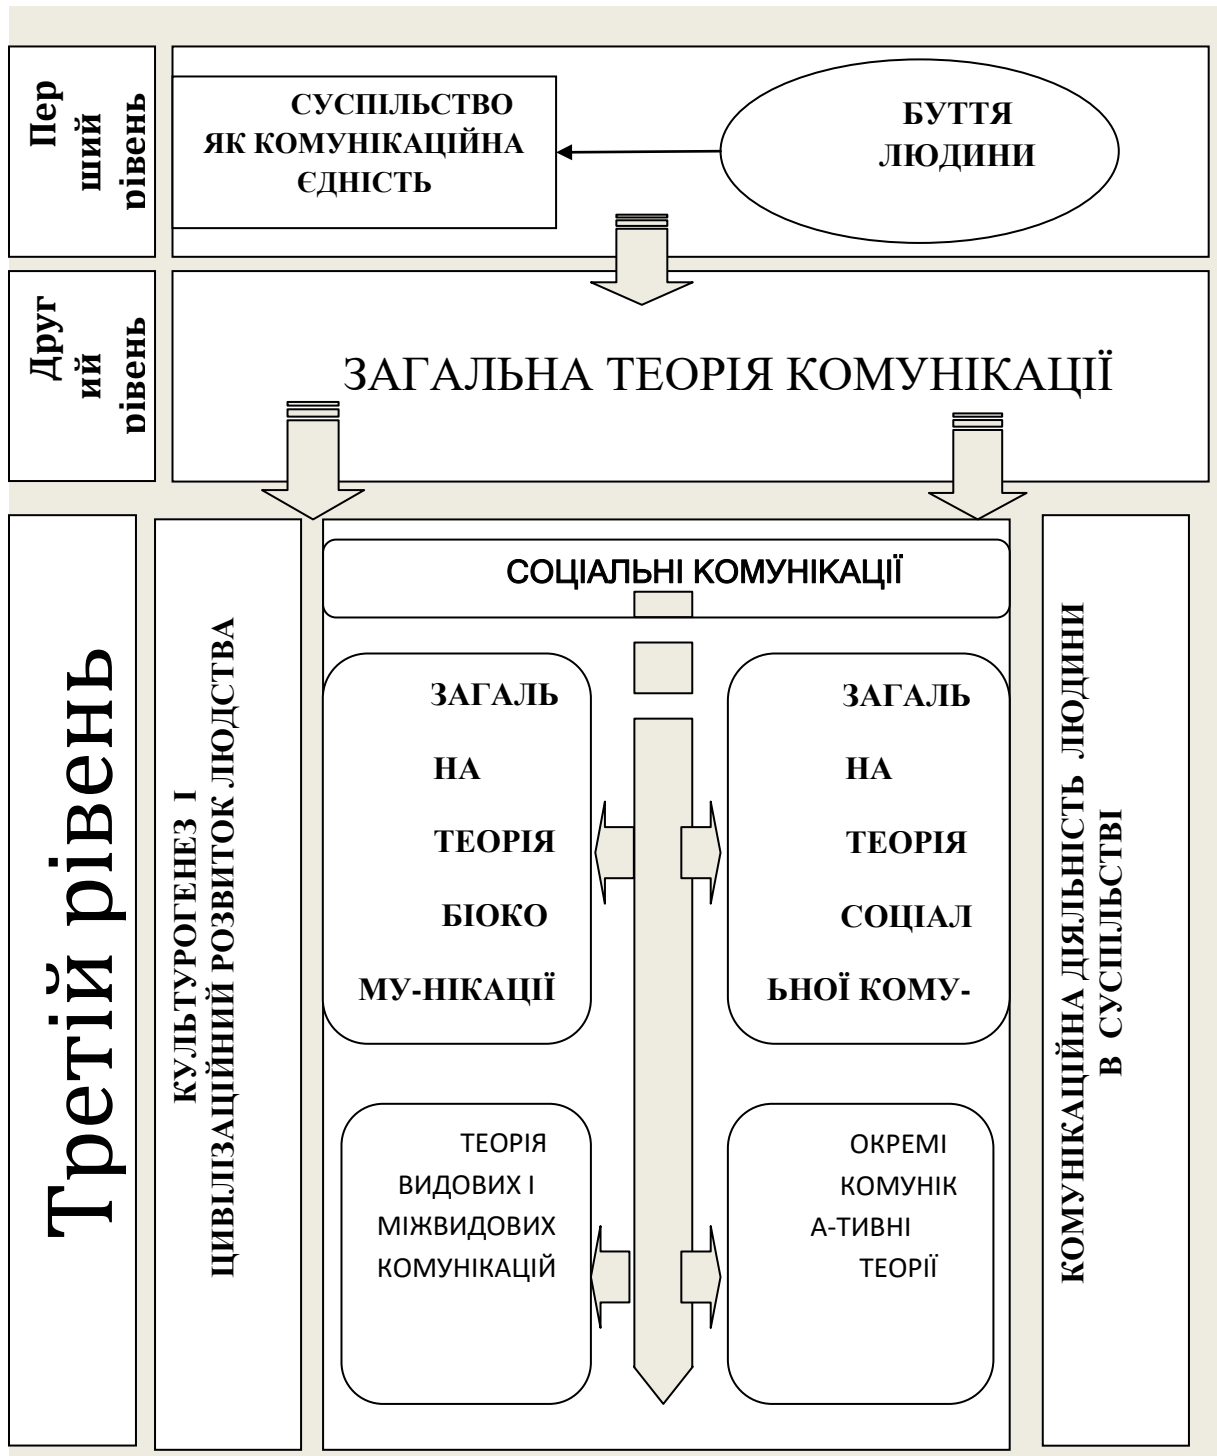 Пер
ший
рівень
СУСПІЛЬСТВО
ЯК КОМУНІКАЦІЙНА
ЄДНІСТЬ
БУТТЯ
ЛЮДИНИ
Друг
ий
рівень
ЗАГАЛЬНА ТЕОРІЯ КОМУНІКАЦІЇ
Третій рівень
КУЛЬТУРОГЕНЕЗ І
ЦИВІЛІЗАЦІЙНИЙ РОЗВИТОК ЛЮДСТВА
СОЦІАЛЬНІ КОМУНІКАЦІЇ
ЗАГАЛЬ
НА
ТЕОРІЯ
БІОКО
МУ-НІКАЦІЇ
ЗАГАЛЬ
НА
ТЕОРІЯ
СОЦІАЛ
ЬНОЇ КОМУ-
ТЕОРІЯ
ВИДОВИХ І
МІЖВИДОВИХ
КОМУНІКАЦІЙ
ОКРЕМІ
КОМУНІК
А-ТИВНІ
ТЕОРІЇ
КОМУНІКАЦІЙНА ДІЯЛЬНІСТЬ ЛЮДИНИ
В СУСПІЛЬСТВІ